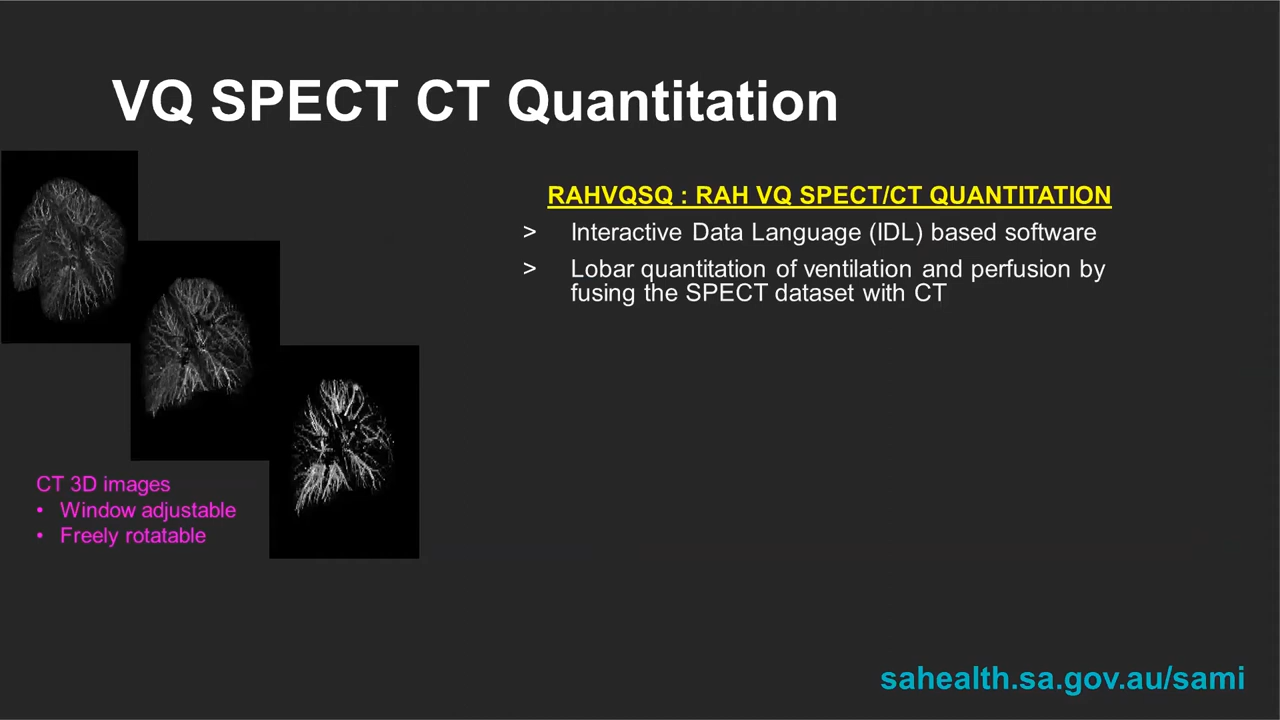 VQ SPECT CT Quantitation
RAHVQSQ : RAH VQ SPECT/CT QUANTITATION
> Interactive Data Language (IDL) based software
> Lobar quantitation of ventilation and perfusion by
fusing the SPECT dataset with CT
CT 3D images
• Window adjustable
• Freely rotatable
sahealth.sa.gov.au/sami